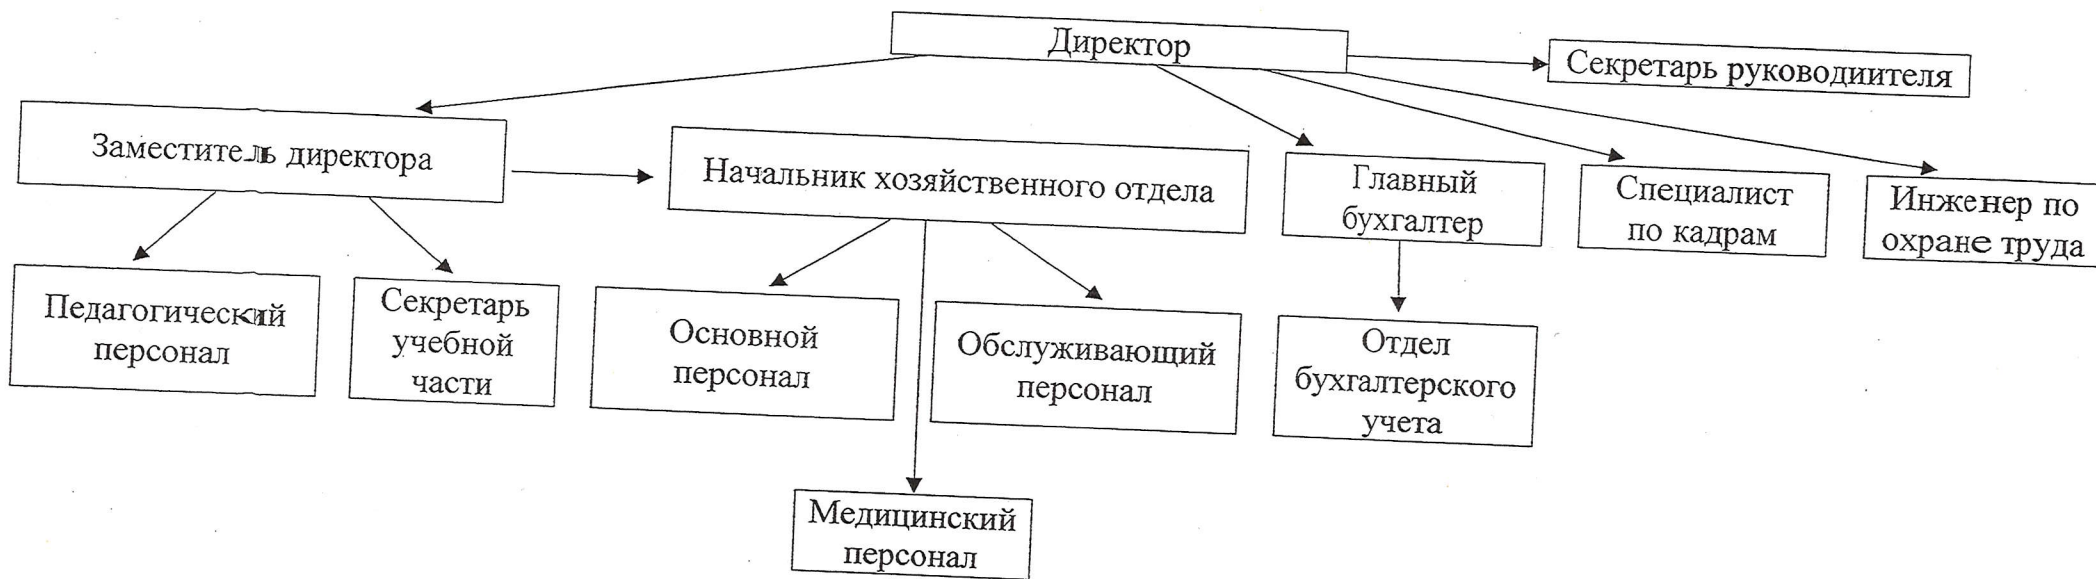 Директор
Секретарь руководиителя
Заместитель директора
Начальник хозяйственного отдела
Главный
бухгалтер
Специалист
по кадрам
Инженер по
охране труда
Педагогический
персонал
Секретарь
учебной
части
Основной
персонал
Обслуживающий
персонал
Отдел
бухгалтерского
учета
Медицинский
персонал